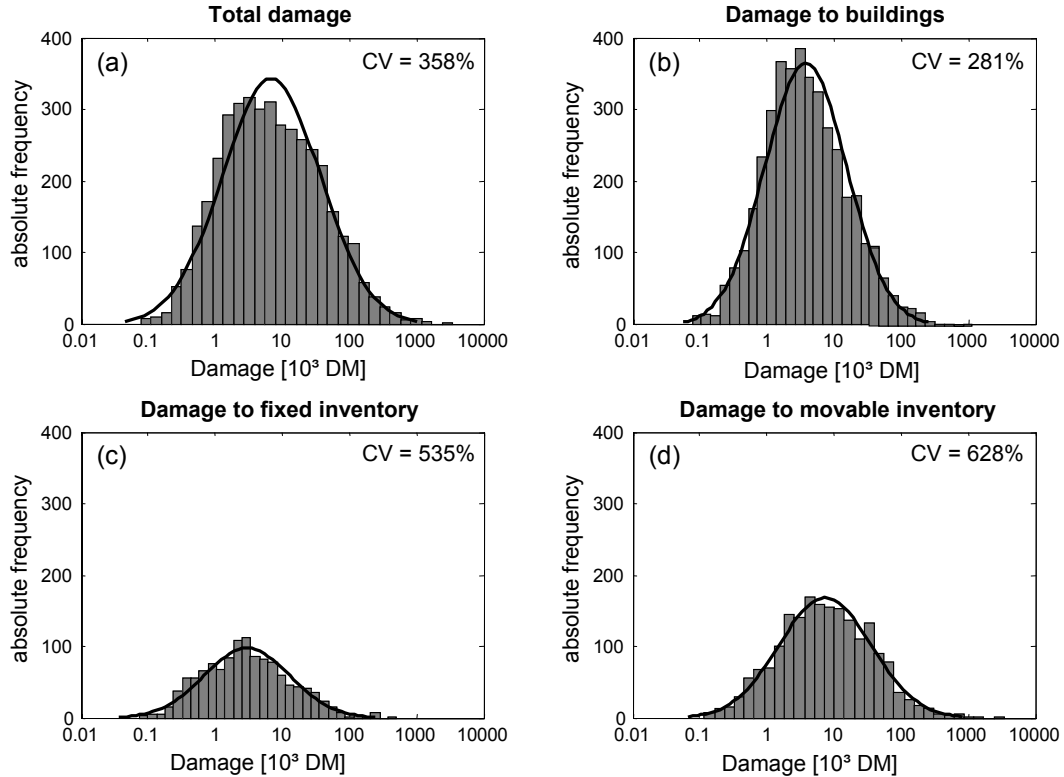 Total damage
(a)
CV = 358%
400
300
200
100
0
absolute frequency
0.01
0.1
1
10
100
1000
10000
Damage [10³ DM]
Damage to buildings
(b)
CV = 281%
400
300
200
100
0
absolute frequency
0.01
0.1
1
10
100
1000
10000
Damage [10³ DM]
Damage to fixed inventory
(c)
CV = 535%
400
300
200
100
0
absolute frequency
0.01
0.1
1
10
100
1000
10000
Damage [10³ DM]
Damage to movable inventory
(d)
CV = 628%
400
300
200
100
0
absolute frequency
0.01
0.1
1
10
100
1000
10000
Damage [10³ DM]